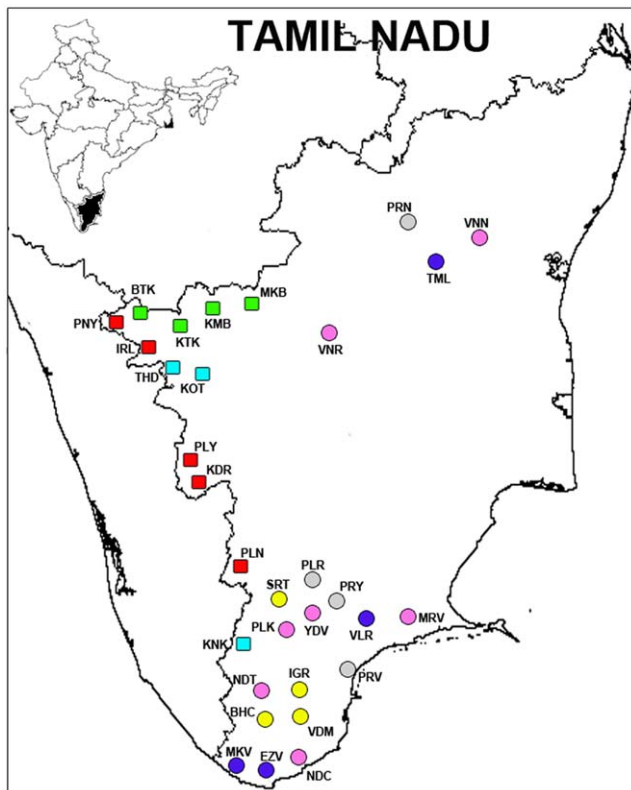 TAMIL NADU
PRN
VNN
TML
BTK
MKB
PNY
KMB
KTK
IRL
VNR
THD
KOT
PLY
KDR
PLN
PLR
SRT
PRY
PLK
YDV
VLR
MRV
KNK
NDT
IGR
PRV
BHC
VDM
MKV
EZV
NDC